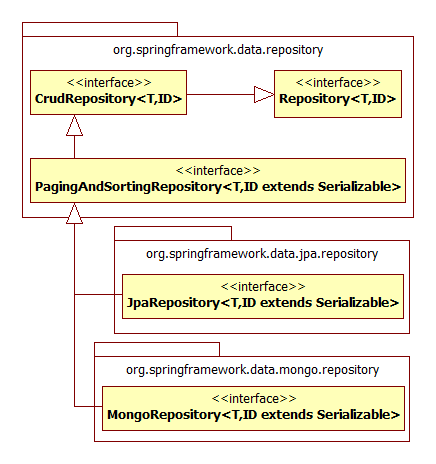 org.springframework.data.repository
<<interface>>
CrudRepository<T,ID>
<<interface>>
Repository<T,ID>
<<interface>>
PagingAndSortingRepository<T,ID extends Serializable>
org.springframework.data.jpa.repository
<<interface>>
JpaRepository<T,ID extends Serializable>
org.springframework.data.mongo.repository
<<interface>>
MongoRepository<T,ID extends Serializable>